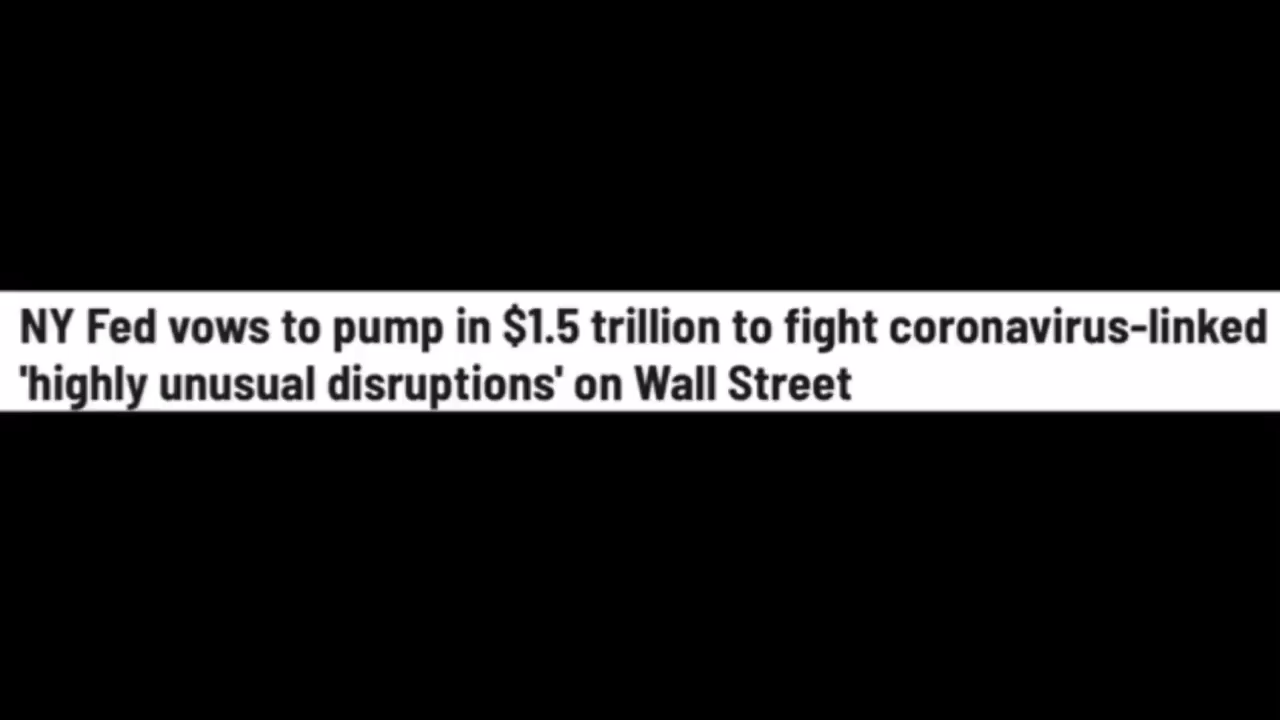 NY Fed vows to pump in $1.5 trillion to fight coronavirus-linked
'highly unusual disruptions' on Wall Street